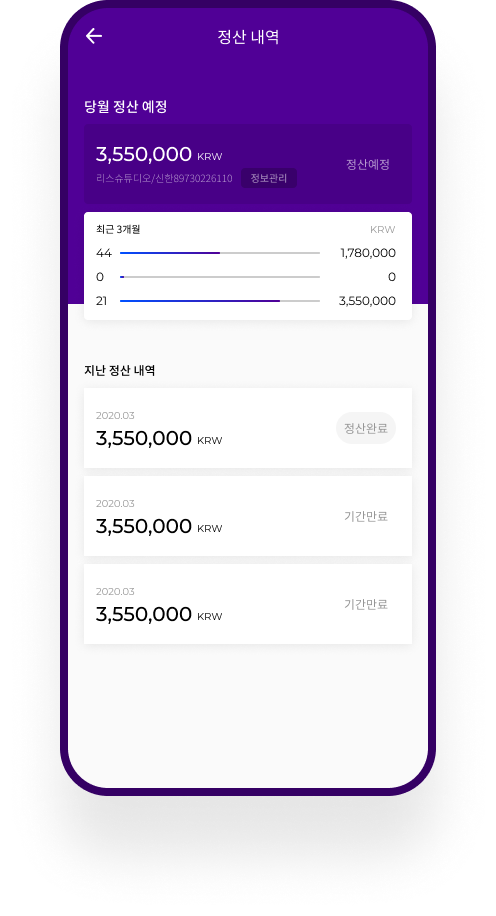 정산 내역
당월 정산 예정
3,550,000 KRW
정산예정
리스슈튜디오/신한89730226110 정보관리
최근 3개월 KRW
44 1,780,000
0 0
21 3,550,000
지난 정산 내역
2020.03
3,550,000 KRW
정산완료
2020.03
3,550,000 KRW
기간만료
2020.03
3,550,000 KRW
기간만료